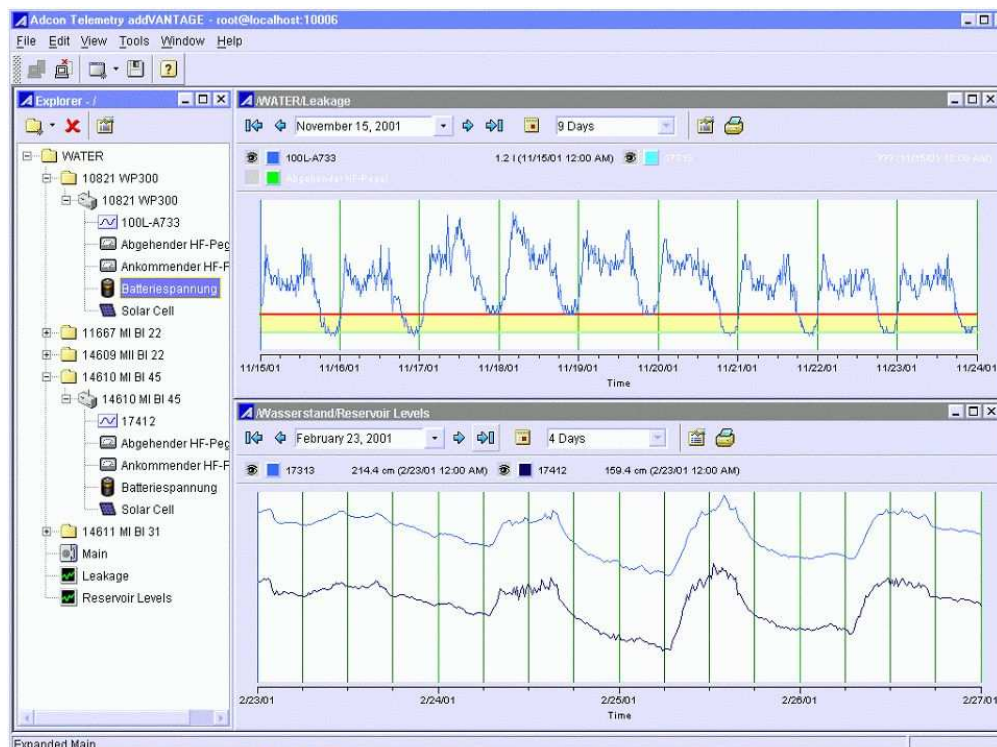 Adcon Telemetry addVANTAGE - root@localhost:10006
File Edit View Tools Window Help
Explorer - /
WATER
10821 WP300
10821 WP300
100L-A733
Abgehender HF-Peg
Ankommender HF-F
Batteriespannung
Solar Cell
11667 MI BI 22
14609 MII BI 22
14610 MI BI 45
14610 MI BI 45
17412
Abgehender HF-Peg
Ankommender HF-F
Batteriespannung
Solar Cell
14611 MI BI 31
Main
Leakage
Reservoir Levels
/WATER/Leakage
November 15, 2001 9 Days
100L-A733 1.2 l (11/15/01 12:00 AM)
Abgehender HF-Pegel
11/15/01 11/16/01 11/17/01 11/18/01 11/19/01 11/20/01 11/21/01 11/22/01 11/23/01 11/24/01
Time
/Wasserstand/Reservoir Levels
February 23, 2001 4 Days
17313 214.4 cm (2/23/01 12:00 AM) 17412 159.4 cm (2/23/01 12:00 AM)
2/23/01 2/24/01 2/25/01 2/26/01 2/27/01
Time
Expanded Main